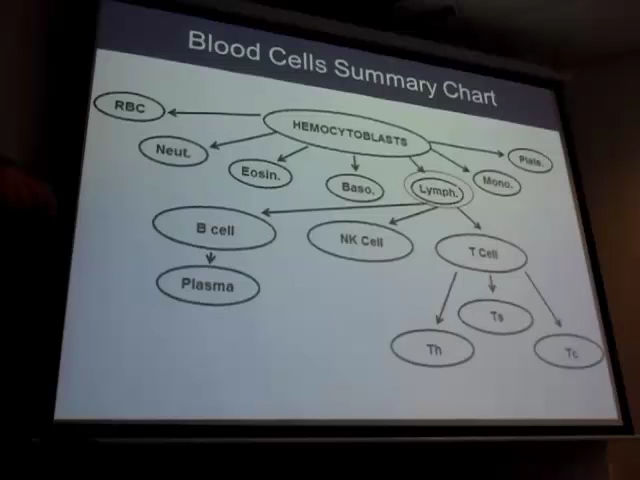 Blood Cells Summary Chart
RBC
HEMOCYTOBLASTS
Neut.
Eosin.
Baso.
Lymph.
Mono.
Plate.
B cell
NK Cell
T Cell
Plasma
Ts
Th
Tc